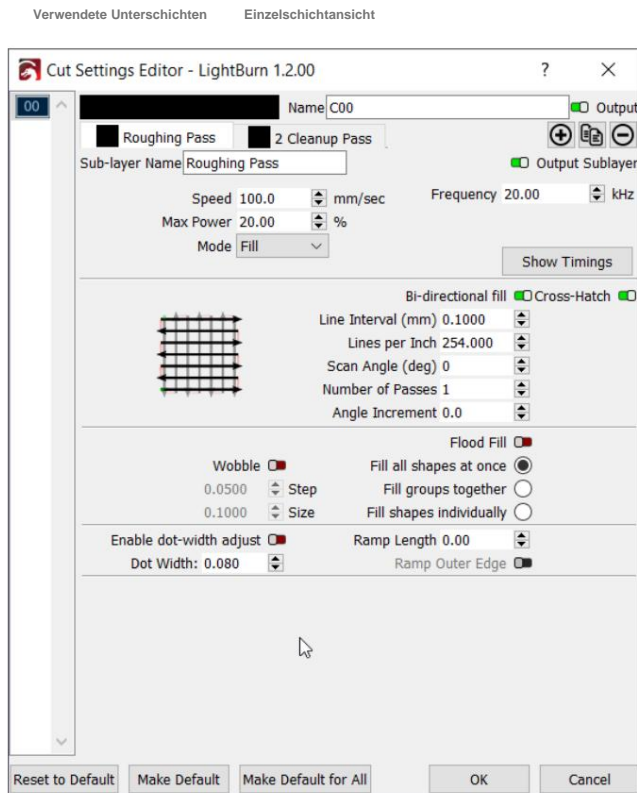 Verwendete Unterschichten Einzelschichtansicht
Cut Settings Editor - LightBurn 1.2.00 ? ×
00 Name C00 Output
Roughing Pass 2 Cleanup Pass
Sub-layer Name Roughing Pass Output Sublayer
Speed 100.0 mm/sec Frequency 20.00 kHz
Max Power 20.00 %
Mode Fill
Show Timings
Bi-directional fill Cross-Hatch
Line Interval (mm) 0.1000
Lines per Inch 254.000
Scan Angle (deg) 0
Number of Passes 1
Angle Increment 0.0
Flood Fill
Wobble Fill all shapes at once
0.0500 Step Fill groups together
0.1000 Size Fill shapes individually
Enable dot-width adjust Ramp Length 0.00
Dot Width: 0.080 Ramp Outer Edge
Reset to Default Make Default Make Default for All OK Cancel